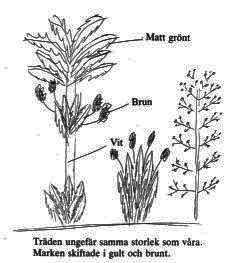 Matt grönt
Brun
Vit
Träden ungefär samma storlek som våra.
Marken skiftade i gult och brunt.